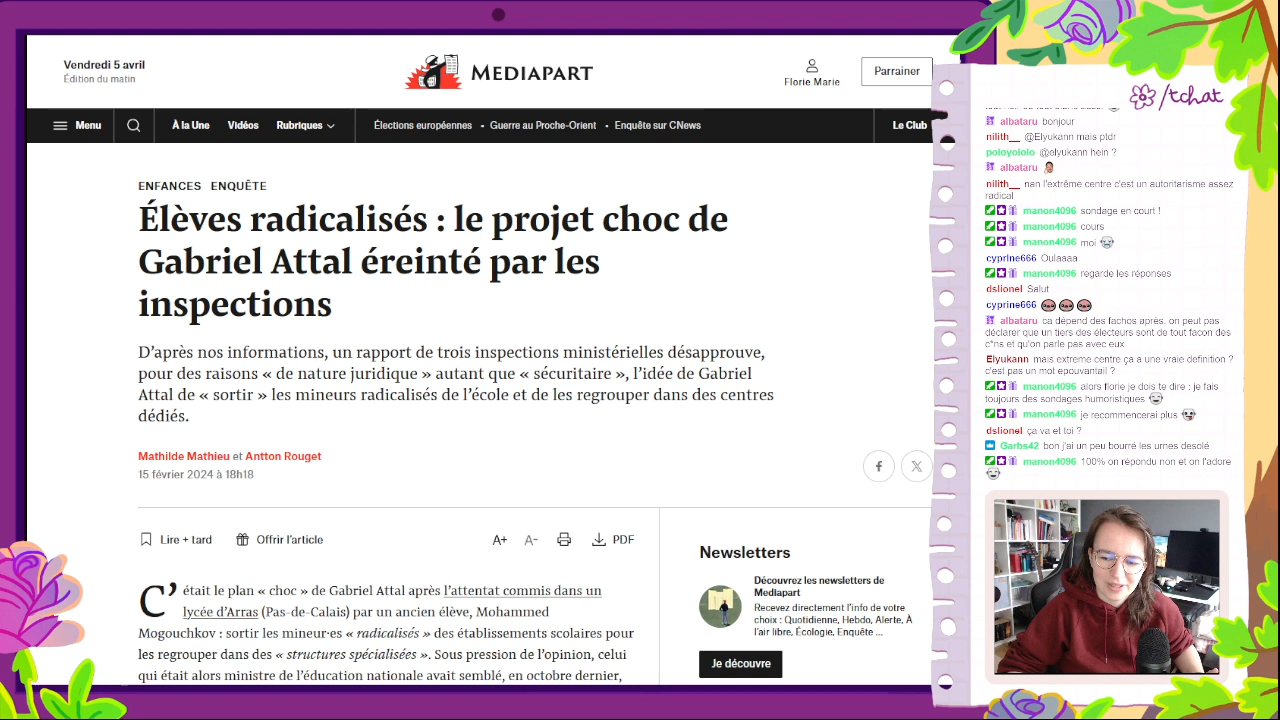 Vendredi 5 avril
Édition du matin
MEDIAPART
Florie Marie
Parrainer
Menu
À la Une
Vidéos
Rubriques
Élections européennes
• Guerre au Proche-Orient
• Enquête sur CNews
Le Club
ENFANCES ENQUÊTE
Élèves radicalisés : le projet choc de
Gabriel Attal éreinté par les
inspections
D'après nos informations, un rapport de trois inspections ministérielles désapprouve,
pour des raisons « de nature juridique » autant que « sécuritaire », l'idée de Gabriel
Attal de « sortir » les mineurs radicalisés de l'école et de les regrouper dans des centres
dédiés.
Mathilde Mathieu et Antton Rouget
15 février 2024 à 18h18
Lire + tard
Offrir l'article
A+
A-
PDF
C'était le plan « choc » de Gabriel Attal après l'attentat commis dans un
lycée d'Arras (Pas-de-Calais) par un ancien élève, Mohammed
Mogouchkov : sortir les mineur·es « radicalisés » des établissements scolaires pour
les regrouper dans des « structures spécialisées ». Sous pression de l'opinion, celui
qui était alors ministre de l'éducation nationale avait semblé, en octobre dernier,
Newsletters
Découvrez les newsletters de
Mediapart
Recevez directement l'info de votre
choix : Quotidienne, Hebdo, Alerte, À
l'air libre, Écologie, Enquête ...
Je découvre
/tchat
albataru bonjour
nilith__ @Elyukann mais ptdr
poloyololo @elyukann hein ?
albataru
nilith__ nan l'extrême centre c'est un autoritarisme assez
radical
manon4096 sondage en court !
manon4096 cours
manon4096 moi
cyprine666 Oulaaaa
manon4096 regarde les réponses
dslionel Salut
cyprine666
albataru ca dépend des fachos après, on peut pas
déclarer que un tiers des électeurs sont de tout facon des
c*ns et qu'on parle pas avec eux
Elyukann mais extreme centre ça a une vraie definition ?
c'est pas un mot epouvantail ?
manon4096 alors florie je dois te dire : je fais
toujours des sondages humoristiques
manon4096 je recommencerai plus
dslionel ça va et toi ?
Garbs42 bon j'ai un peu bourré les urnes desolé
manon4096 100% on répondu non et on l'adore